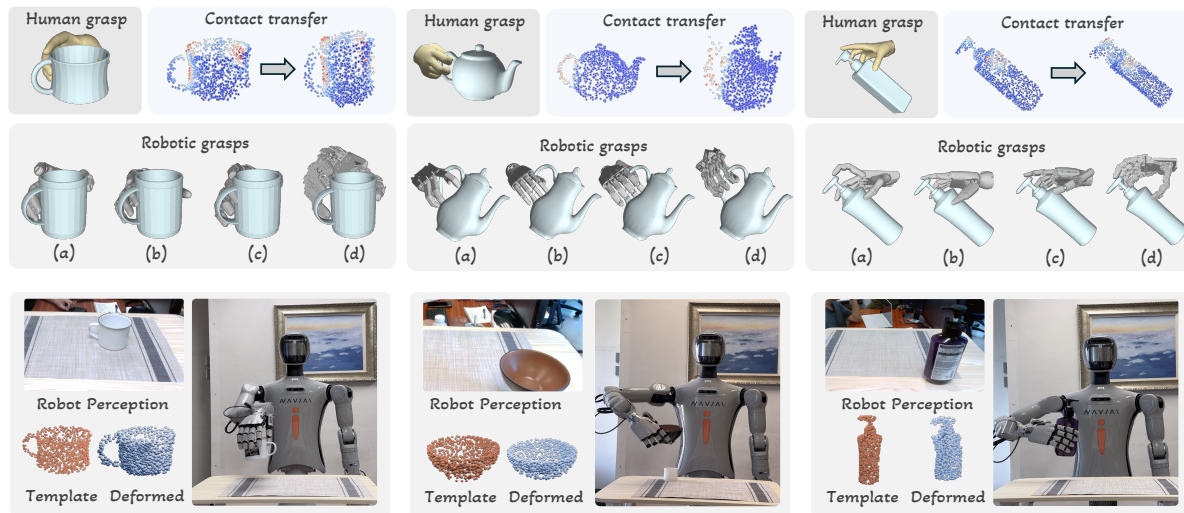 Human grasp
Contact transfer
Robotic grasps
(a) (b) (c) (d)
Human grasp
Contact transfer
Robotic grasps
(a) (b) (c) (d)
Human grasp
Contact transfer
Robotic grasps
(a) (b) (c) (d)
Robot Perception
Template Deformed
NAVIAI
Robot Perception
Template Deformed
NAVIAI
Robot Perception
Template Deformed
NAVIAI